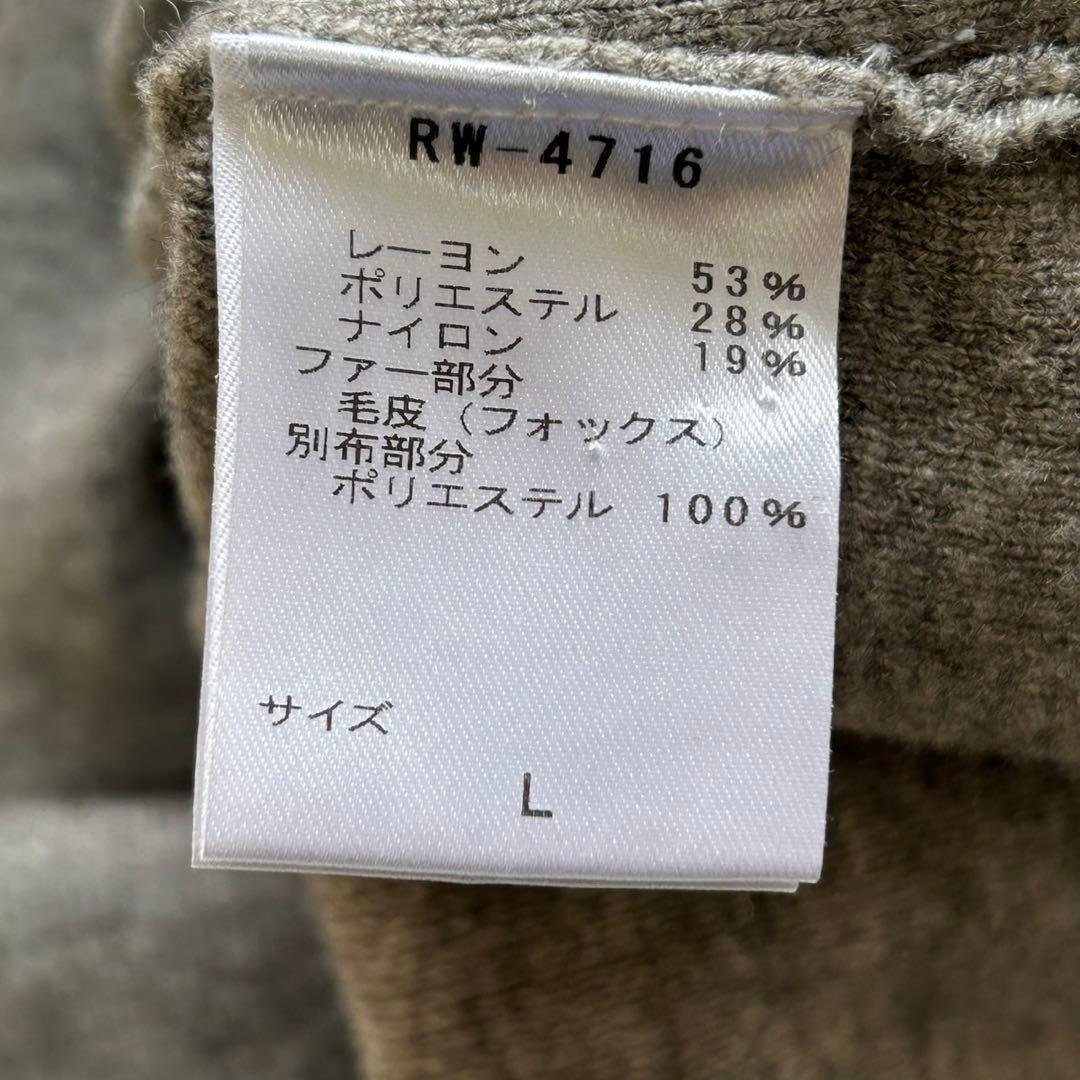 RW-4716
レーヨン 53%
ポリエステル 28%
ナイロン 19%
ファー部分
毛皮（フォックス）
別布部分
ポリエステル 100%
サイズ
L